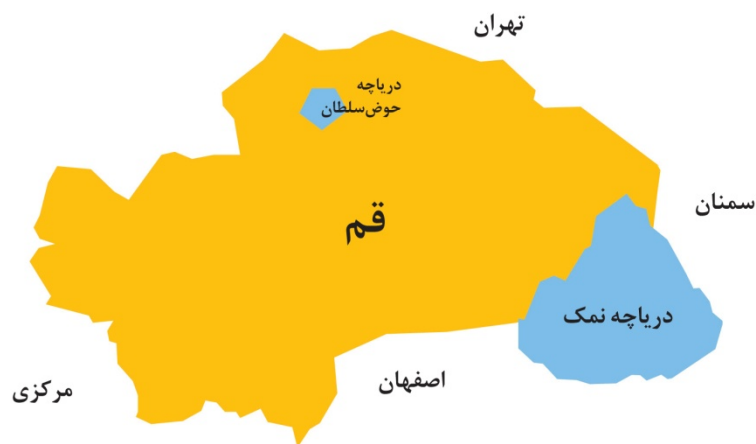 تهران
دریاچه
حوض‌سلطان
سمنان
قم
دریاچه نمک
اصفهان
مرکزی